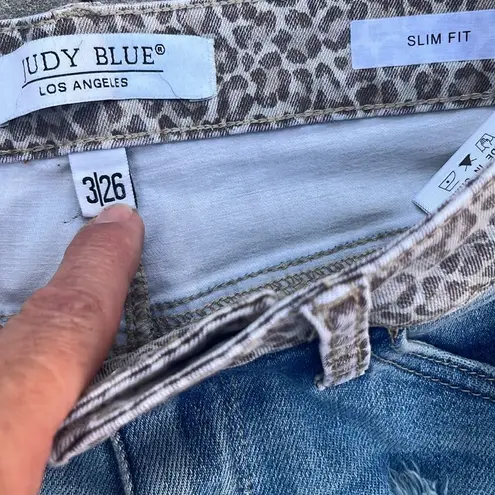 JUDY BLUE®
LOS ANGELES
SLIM FIT
3|26